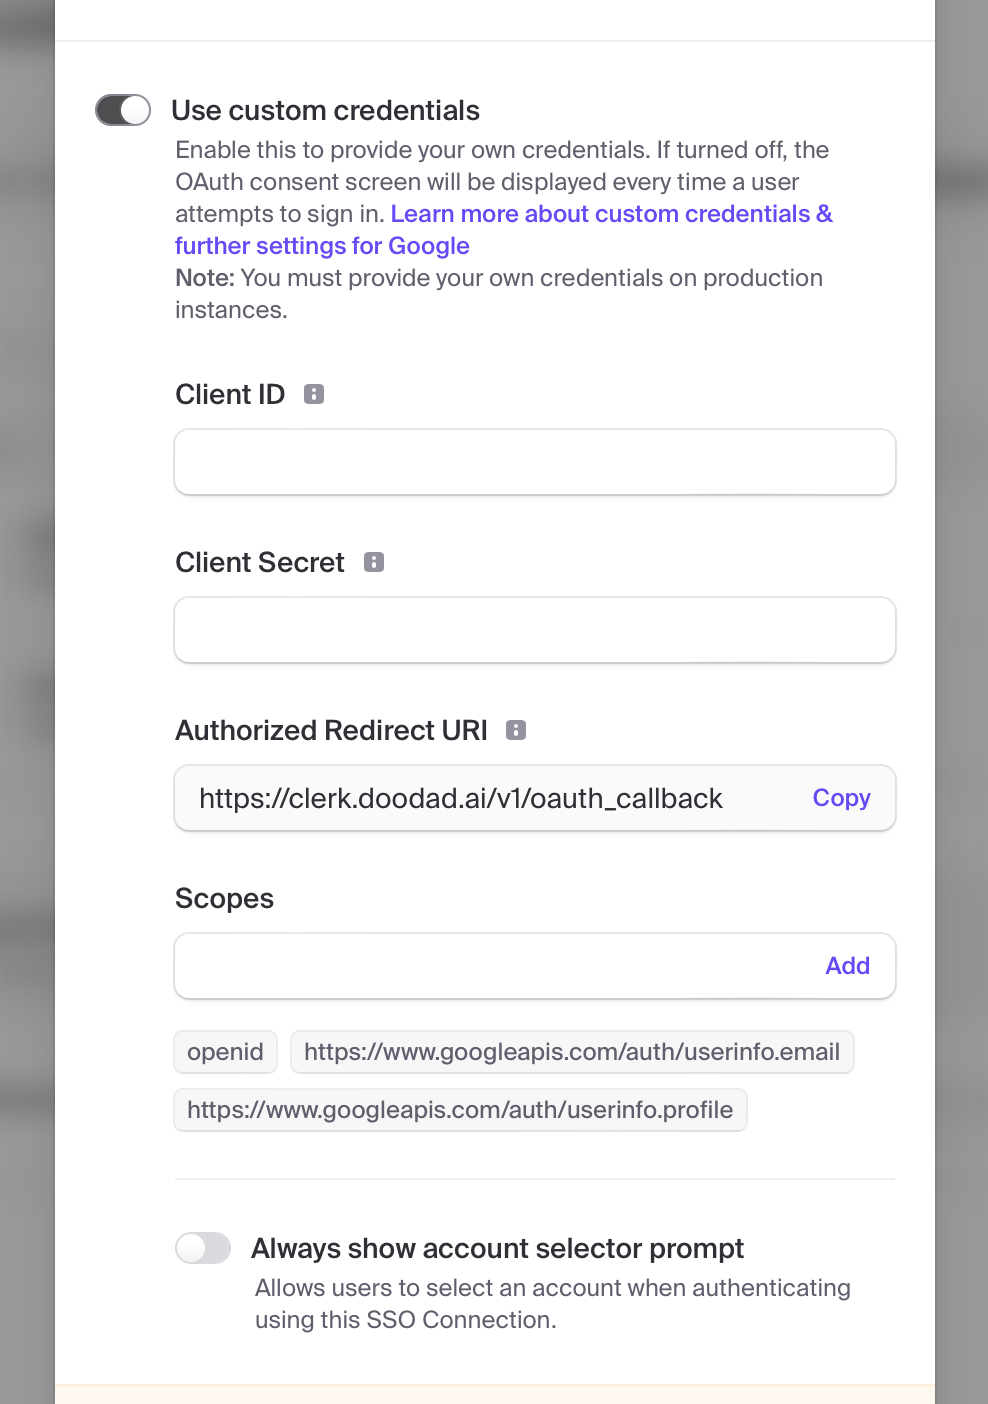 Use custom credentials
Enable this to provide your own credentials. If turned off, the
OAuth consent screen will be displayed every time a user
attempts to sign in. Learn more about custom credentials &
further settings for Google
Note: You must provide your own credentials on production
instances.
Client ID
Client Secret
Authorized Redirect URI
https://clerk.doodad.ai/v1/oauth_callback Copy
Scopes
Add
openid https://www.googleapis.com/auth/userinfo.email
https://www.googleapis.com/auth/userinfo.profile
Always show account selector prompt
Allows users to select an account when authenticating
using this SSO Connection.